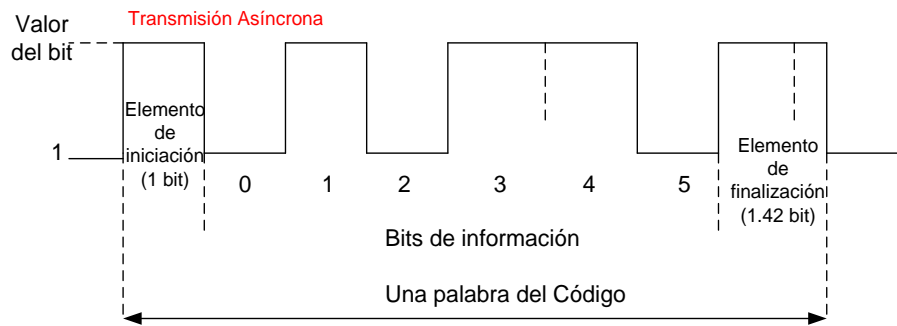 Transmisión Asíncrona
Valor
del bit
1
Elemento
de
iniciación
(1 bit)
0 1 2 3 4 5
Elemento
de
finalización
(1.42 bit)
Bits de información
Una palabra del Código